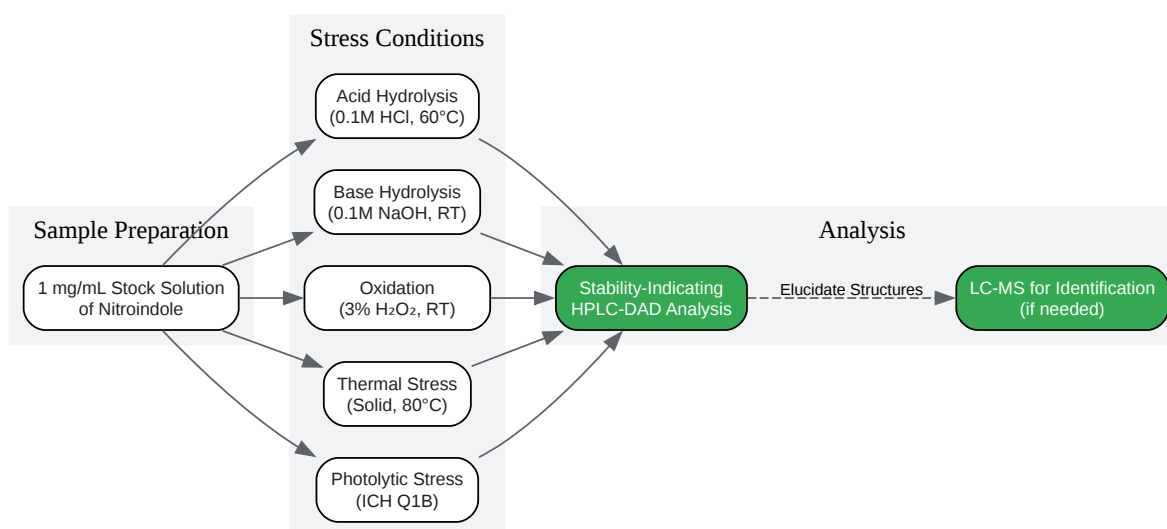 Stress Conditions
Acid Hydrolysis
(0.1M HCl, 60°C)
Base Hydrolysis
(0.1M NaOH, RT)
Sample Preparation
Analysis
1 mg/mL Stock Solution
of Nitroindole
Oxidation
(3% H₂O₂, RT)
Stability-Indicating
HPLC-DAD Analysis
Elucidate Structures
LC-MS for Identification
(if needed)
Thermal Stress
(Solid, 80°C)
Photolytic Stress
(ICH Q1B)